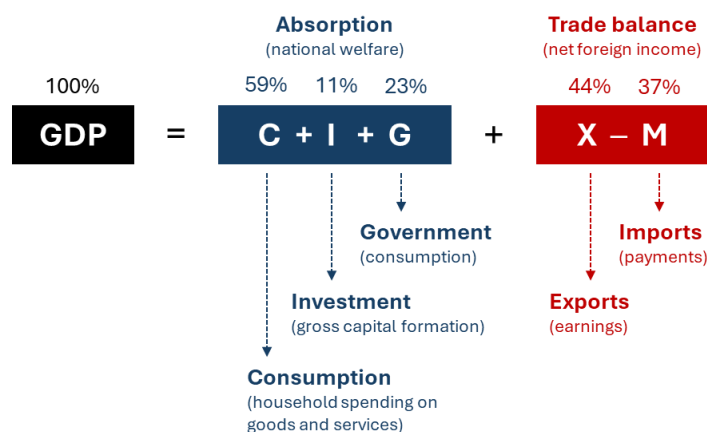 Absorption
(national welfare)
Trade balance
(net foreign income)
100%
59% 11% 23%
44% 37%
GDP = C + I + G + X – M
Government
(consumption)
Imports
(payments)
Investment
(gross capital formation)
Exports
(earnings)
Consumption
(household spending on
goods and services)